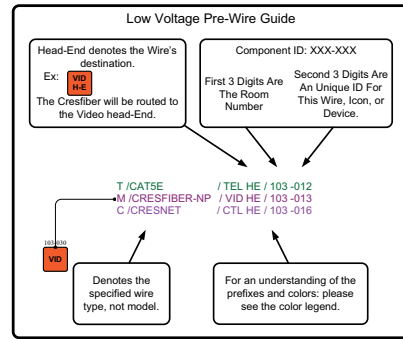 Low Voltage Pre-Wire Guide
Head-End denotes the Wire's
destination.
Ex:
VID
H-E
The Cresfiber will be routed to
the Video head-End.
Component ID: XXX-XXX
First 3 Digits Are
The Room
Number
Second 3 Digits Are
An Unique ID For
This Wire, Icon, or
Device.
T /CAT5E / TEL HE / 103 -012
M /CRESFIBER-NP / VID HE / 103 -013
C /CRESNET / CTL HE / 103 -016
103-030
VID
Denotes the
specified wire
type, not model.
For an understanding of the
prefixes and colors: please
see the color legend.